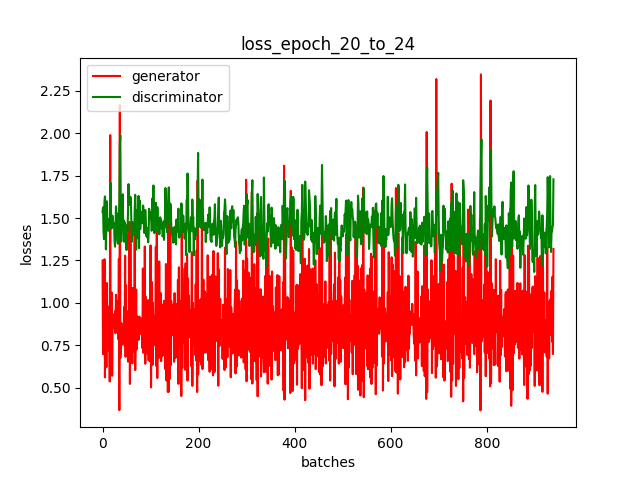 loss_epoch_20_to_24
generator
discriminator
2.25
2.00
1.75
1.50
1.25
1.00
0.75
0.50
losses
0 200 400 600 800
batches